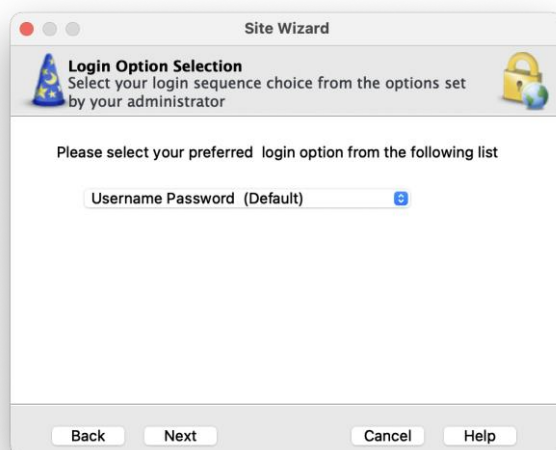 Site Wizard
Login Option Selection
Select your login sequence choice from the options set
by your administrator
Please select your preferred login option from the following list
Username Password (Default)
Back Next Cancel Help